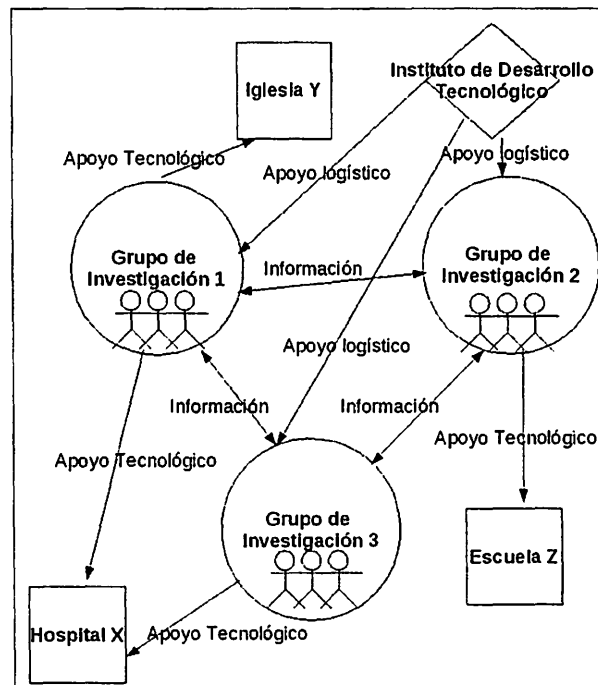 Iglesia Y
Instituto de Desarrollo
Tecnológico
Apoyo Tecnológico
Apoyo logístico
Apoyo logístico
Grupo de
Investigación 1
Información
Grupo de
Investigación 2
Apoyo logístico
Información
Información
Apoyo Tecnológico
Apoyo Tecnológico
Grupo de
Investigación 3
Escuela Z
Hospital X
Apoyo Tecnológico